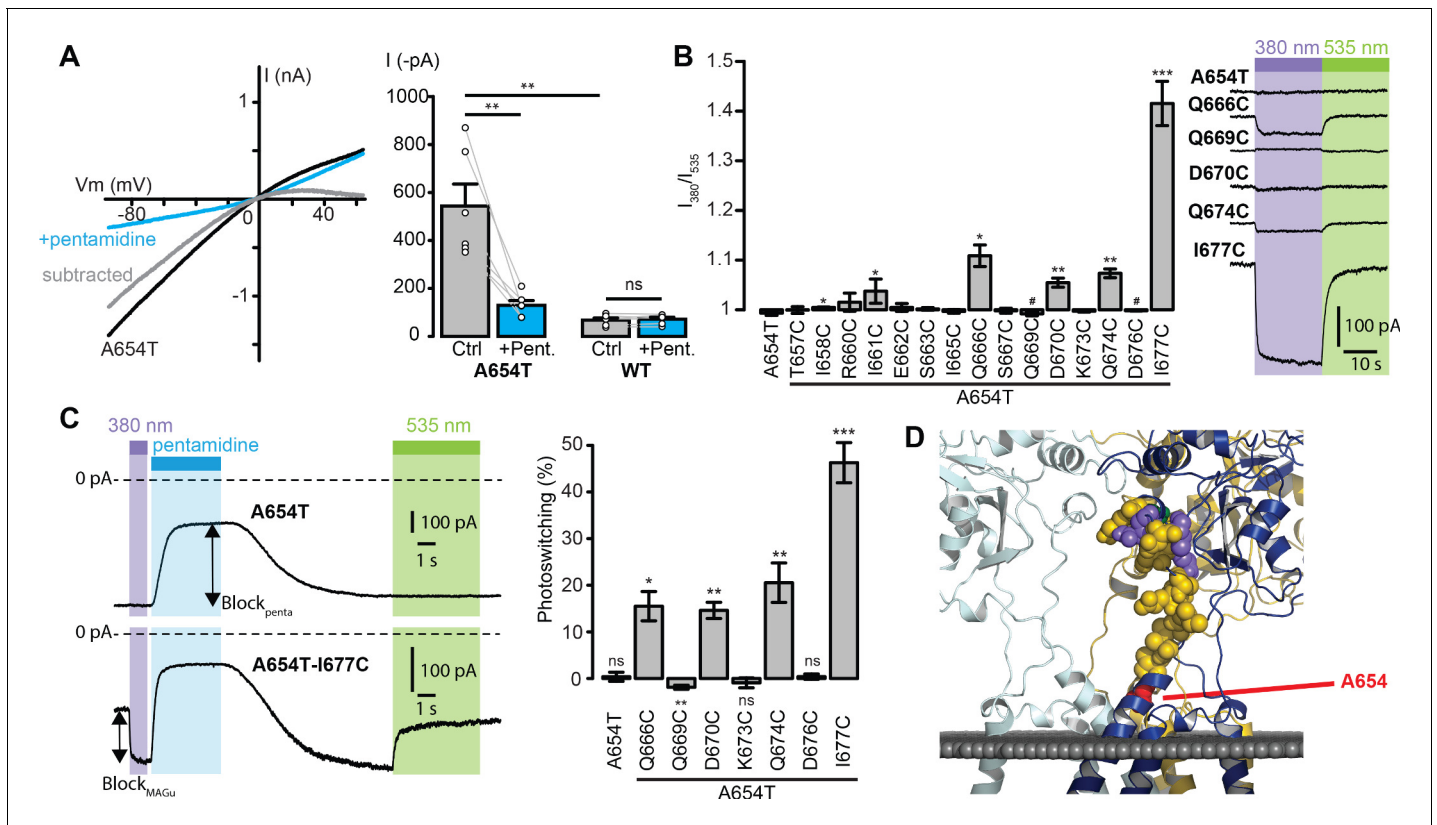 A
I (nA)
1
Vm (mV)
-80
0
40
+pentamidine
subtracted
-1
A654T
I (-pA)
1000
800
600
400
200
0
**
**
ns
Ctrl
+Pent.
Ctrl
+Pent.
A654T
WT
B
I380/I535
1.5
1.4
1.3
1.2
1.1
1
*
*
*
#
**
**
#
***
A654T
T657C
I658C
R660C
I661C
E662C
S663C
I665C
Q666C
S667C
Q669C
D670C
K673C
Q674C
D676C
I677C
A654T
380 nm
535 nm
A654T
Q666C
Q669C
D670C
Q674C
I677C
100 pA
10 s
C
380 nm
pentamidine
535 nm
0 pA
A654T
100 pA
1 s
Blockpenta
0 pA
A654T-I677C
100 pA
1 s
BlockMAGu
Photoswitching (%)
50
40
30
20
10
0
ns
*
**
**
ns
**
ns
***
A654T
Q666C
Q669C
D670C
K673C
Q674C
D676C
I677C
A654T
D
A654